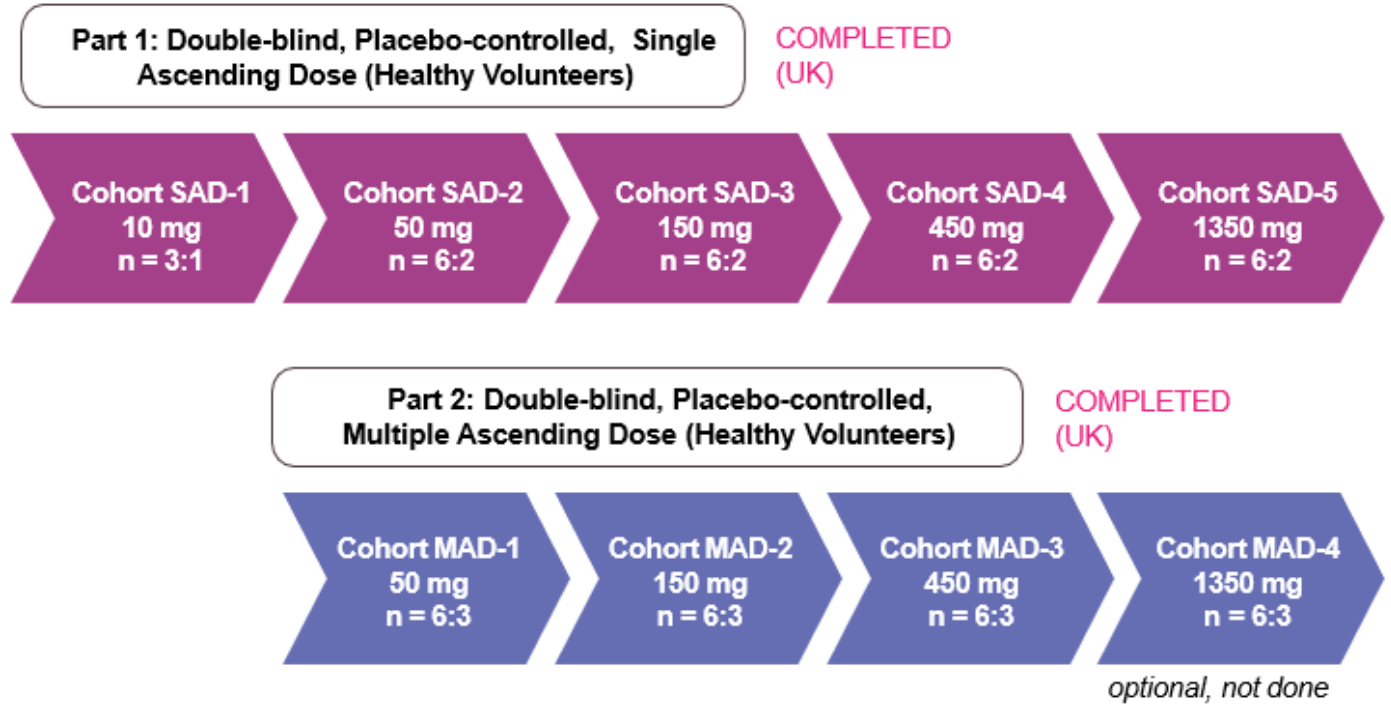 Part 1: Double-blind, Placebo-controlled, Single
Ascending Dose (Healthy Volunteers)
COMPLETED
(UK)
Cohort SAD-1
10 mg
n = 3:1
Cohort SAD-2
50 mg
n = 6:2
Cohort SAD-3
150 mg
n = 6:2
Cohort SAD-4
450 mg
n = 6:2
Cohort SAD-5
1350 mg
n = 6:2
Part 2: Double-blind, Placebo-controlled,
Multiple Ascending Dose (Healthy Volunteers)
COMPLETED
(UK)
Cohort MAD-1
50 mg
n = 6:3
Cohort MAD-2
150 mg
n = 6:3
Cohort MAD-3
450 mg
n = 6:3
Cohort MAD-4
1350 mg
n = 6:3
optional, not done